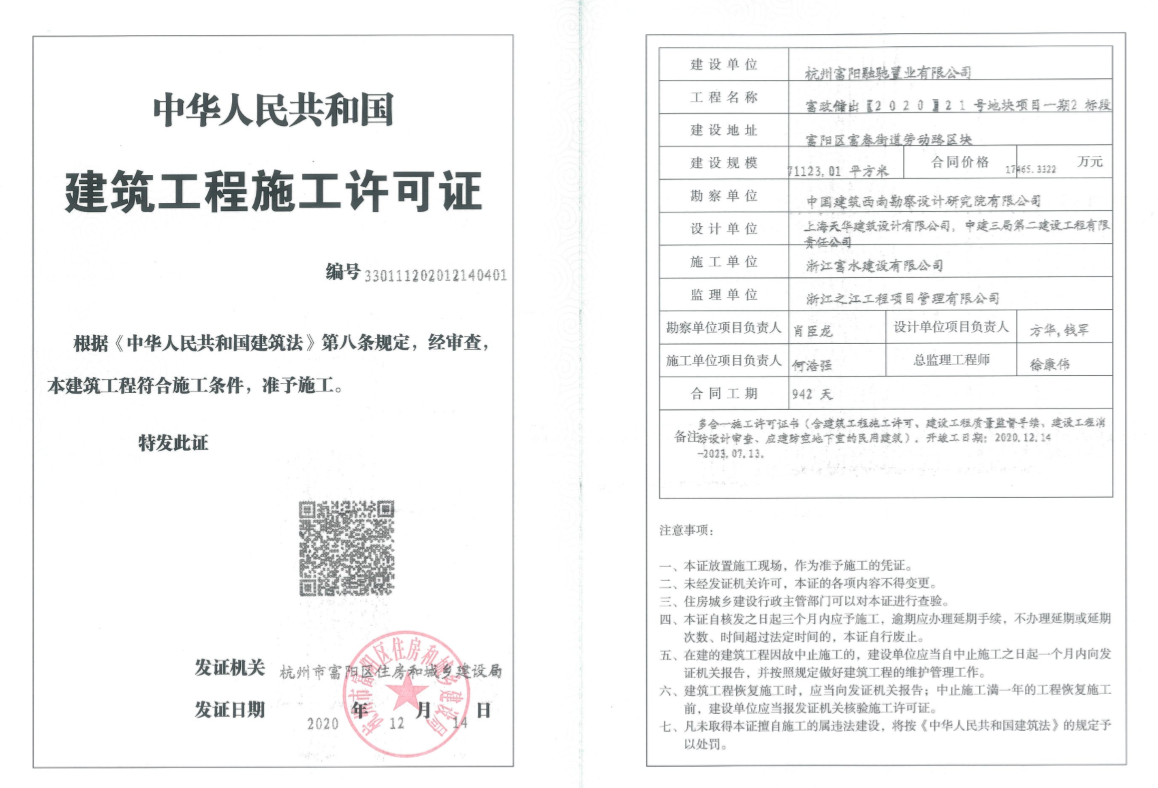 中华人民共和国
建筑工程施工许可证
编号 330111202012140401
根据《中华人民共和国建筑法》第八条规定，经审查，
本建筑工程符合施工条件，准予施工。
特发此证
发证机关 杭州市富阳区住房和城乡建设局
发证日期 2020 年 12 月 14 日
杭州市富阳区住房和城乡建设局
建设单位 杭州富阳融驰置业有限公司
工程名称 富政储出【2020】21号地块项目一期2标段
建设地址 富阳区富春街道劳动路区块
建设规模 71123.01 平方米 合同价格 17465.3322 万元
勘察单位 中国建筑西南勘察设计研究院有限公司
设计单位 上海天华建筑设计有限公司，中建三局第二建设工程有限
责任公司
施工单位 浙江富水建设有限公司
监理单位 浙江之江工程项目管理有限公司
勘察单位项目负责人 肖臣龙 设计单位项目负责人 方华,钱军
施工单位项目负责人 何浩强 总监理工程师 徐康伟
合同工期 942 天
多合一施工许可证书（含建筑工程施工许可、建设工程质量监督手续、建设工程消
备注 防设计审查、应建防空地下室的民用建筑）。开竣工日期：2020.12.14
-2023.07.13。
注意事项：
一、本证放置施工现场，作为准予施工的凭证。
二、未经发证机关许可，本证的各项内容不得变更。
三、住房城乡建设行政主管部门可以对本证进行查验。
四、本证自核发之日起三个月内应予施工，逾期应办理延期手续，不办理延期或延期
次数、时间超过法定时间的，本证自行废止。
五、在建的建筑工程因故中止施工的，建设单位应当自中止施工之日起一个月内向发
证机关报告，并按照规定做好建筑工程的维护管理工作。
六、建筑工程恢复施工时，应当向发证机关报告；中止施工满一年的工程恢复施工
前，建设单位应当报发证机关核验施工许可证。
七、凡未取得本证擅自施工的属违法建设，将按《中华人民共和国建筑法》的规定予
以处罚。